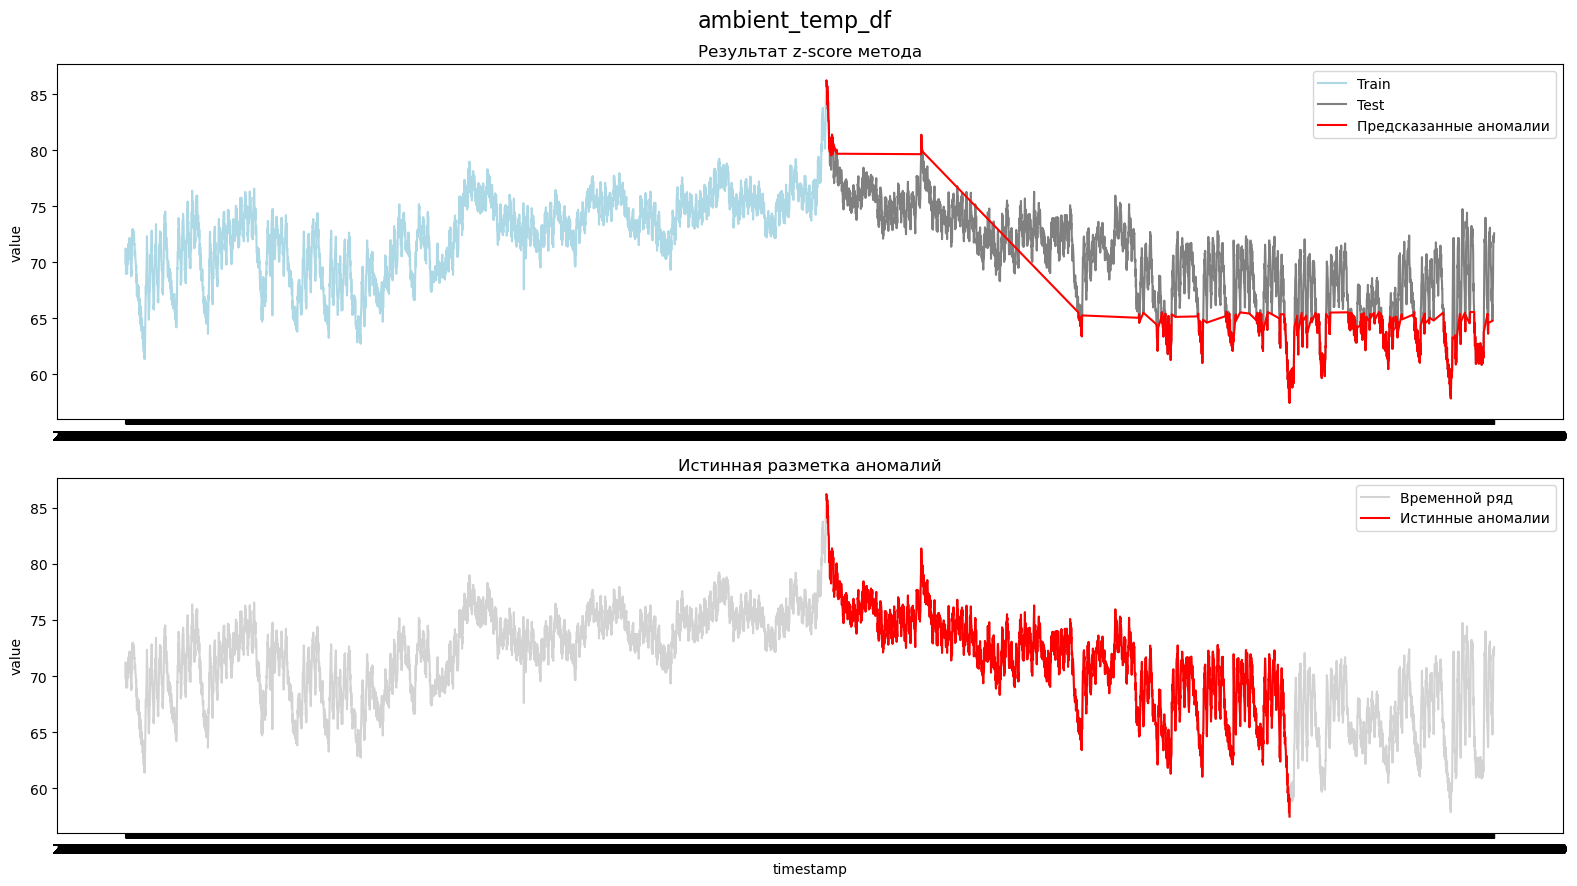 ambient_temp_df
Результат z-score метода
value
85
80
75
70
65
60
Train
Test
Предсказанные аномалии
Истинная разметка аномалий
value
85
80
75
70
65
60
Временной ряд
Истинные аномалии
timestamp